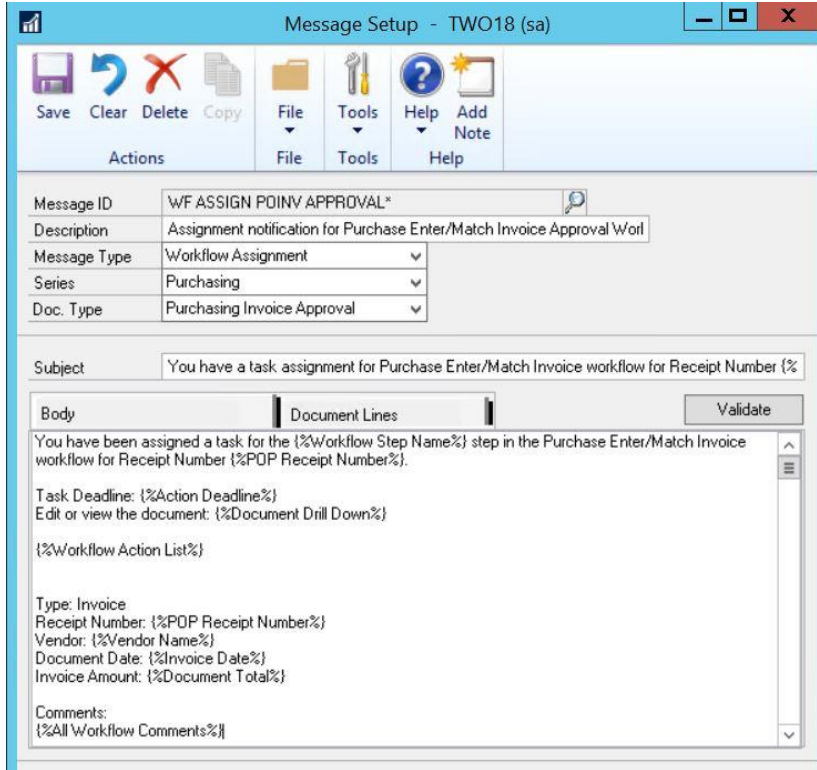 Message Setup - TWO18 (sa)
Save Clear Delete Copy File Tools Help Add Note
Actions File Tools Help
Message ID WF ASSIGN POINV APPROVAL*
Description Assignment notification for Purchase Enter/Match Invoice Approval Worl
Message Type Workflow Assignment
Series Purchasing
Doc. Type Purchasing Invoice Approval
Subject You have a task assignment for Purchase Enter/Match Invoice workflow for Receipt Number {%
Body Document Lines Validate
You have been assigned a task for the {%Workflow Step Name%} step in the Purchase Enter/Match Invoice
workflow for Receipt Number {%POP Receipt Number%}.
Task Deadline: {%Action Deadline%}
Edit or view the document: {%Document Drill Down%}
{%Workflow Action List%}
Type: Invoice
Receipt Number: {%POP Receipt Number%}
Vendor: {%Vendor Name%}
Document Date: {%Invoice Date%}
Invoice Amount: {%Document Total%}
Comments:
{%All Workflow Comments%}